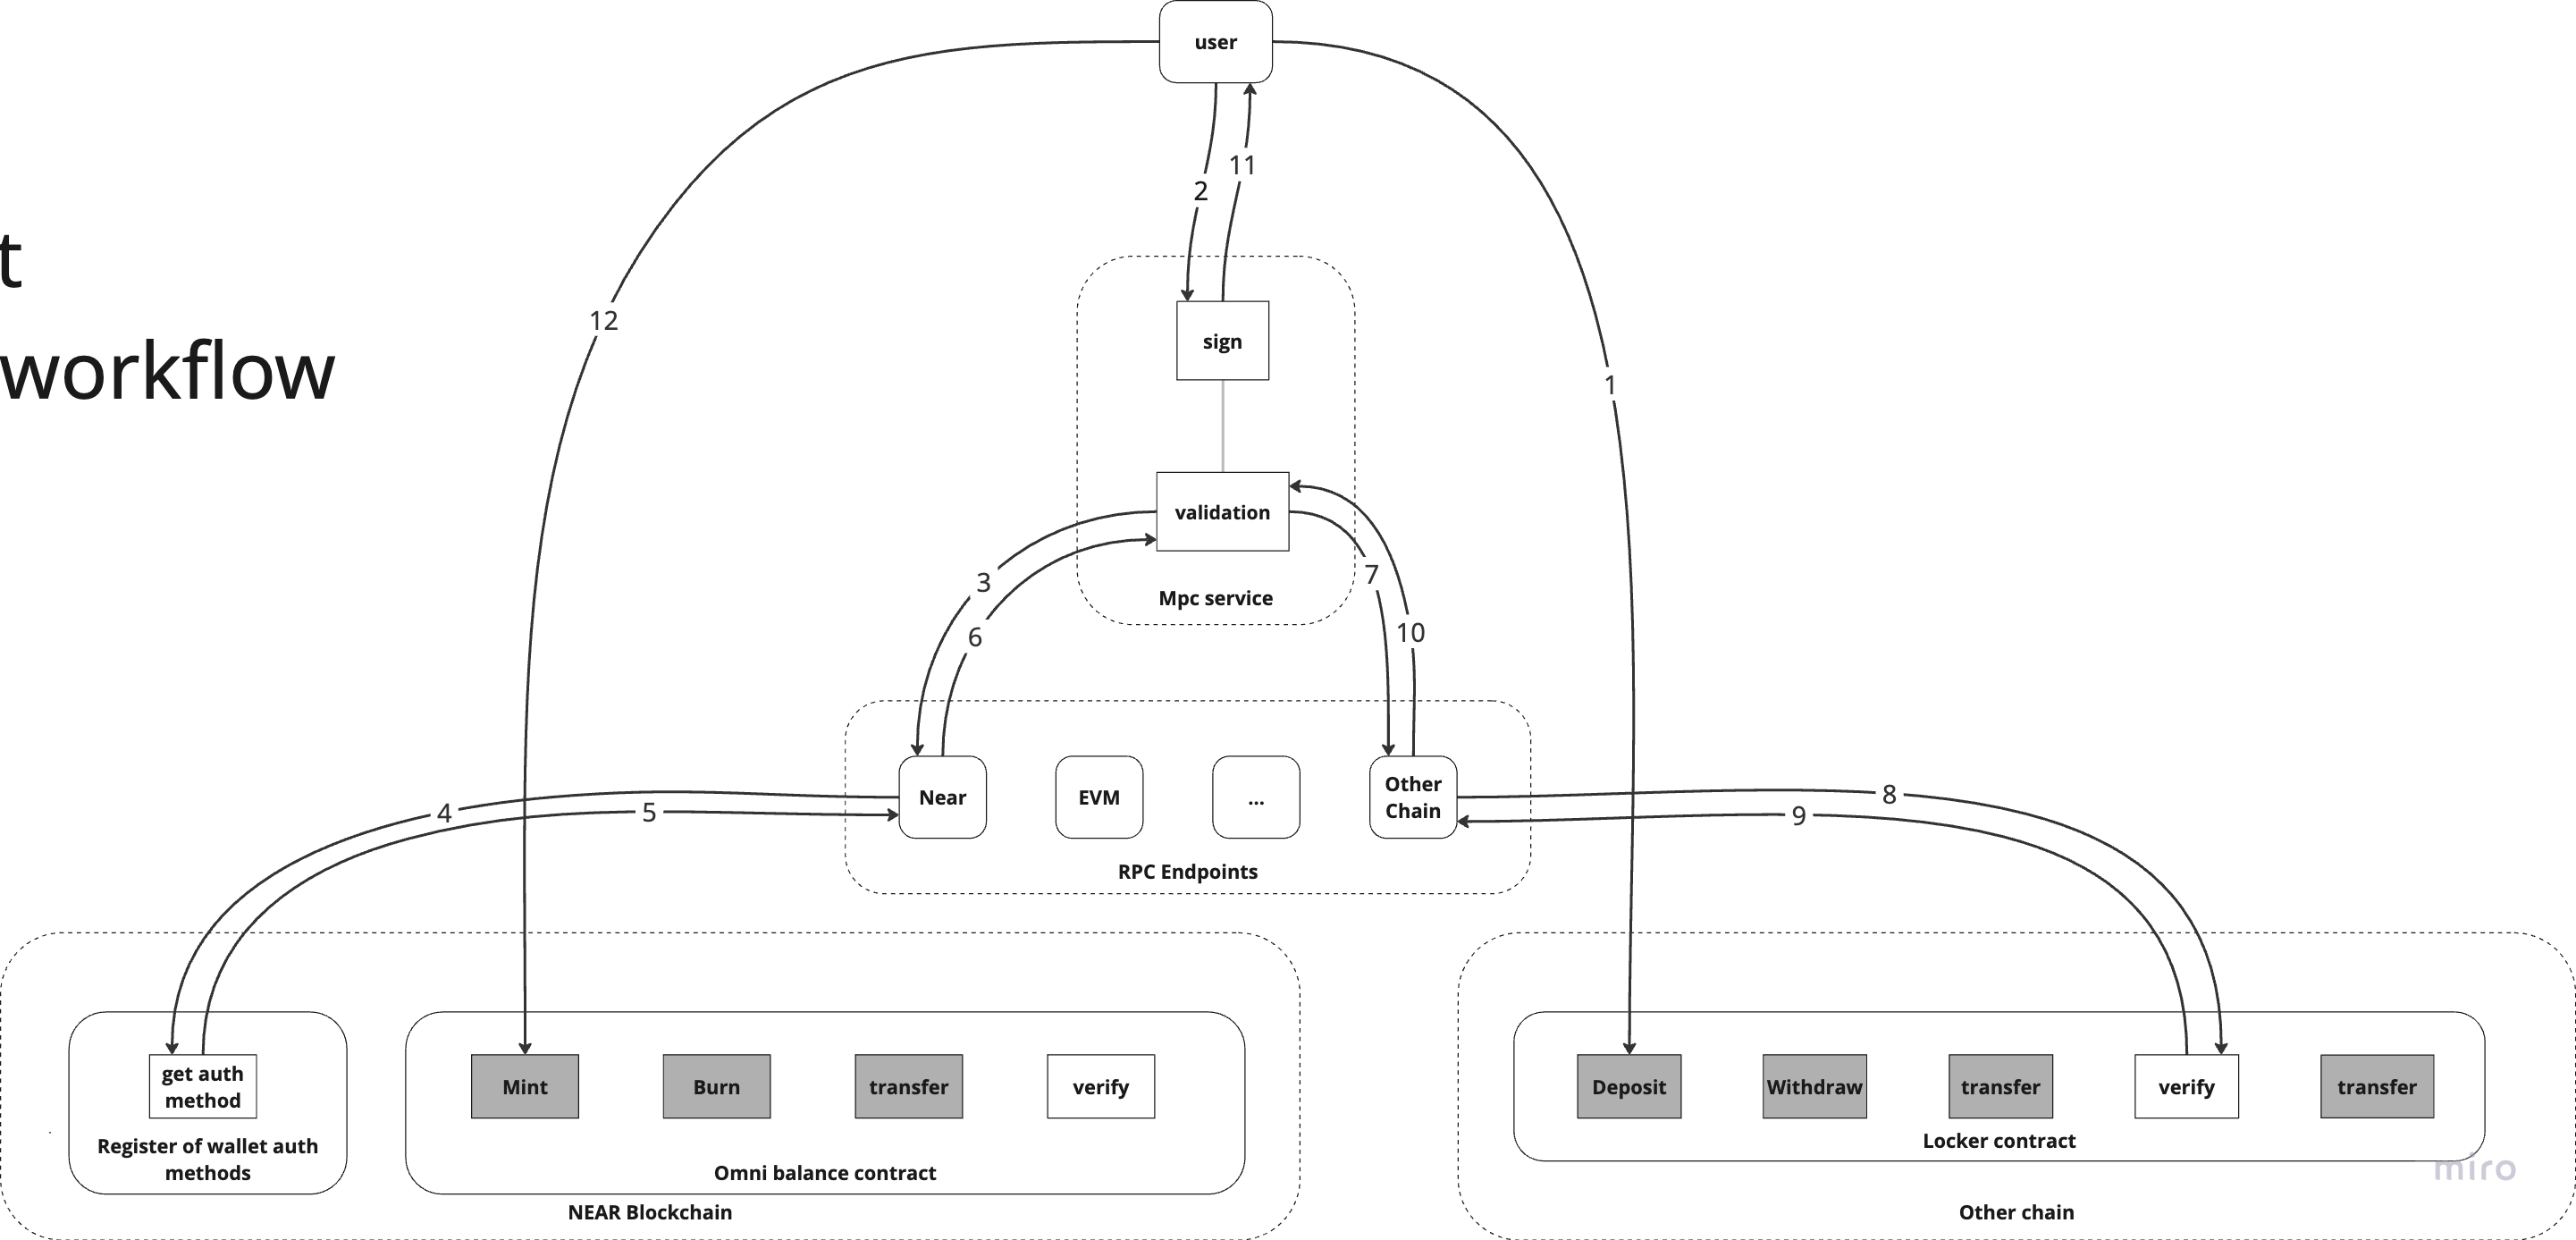 user
t
workflow
11
2
12
sign
1
validation
3
7
Mpc service
6
10
Near
EVM
...
Other
Chain
4
5
8
9
RPC Endpoints
get auth
method
Mint
Burn
transfer
verify
Deposit
Withdraw
transfer
verify
transfer
Register of wallet auth
methods
Omni balance contract
Locker contract
miro
NEAR Blockchain
Other chain